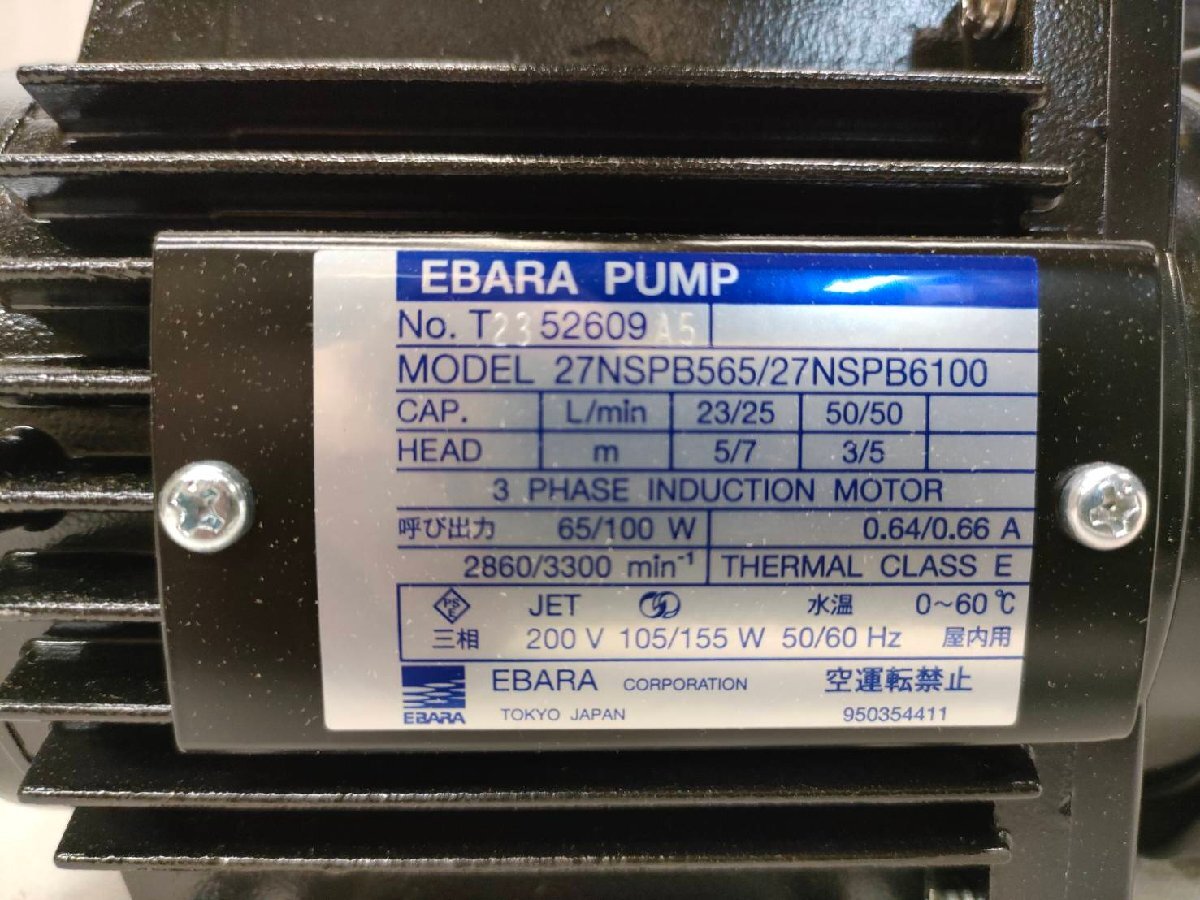 EBARA PUMP
No. T2352609A5
MODEL 27NSPB565/27NSPB6100
CAP. L/min 23/25 50/50
HEAD m 5/7 3/5
3 PHASE INDUCTION MOTOR
呼び出力 65/100 W 0.64/0.66 A
2860/3300 min⁻¹ THERMAL CLASS E
PSE JET 水温 0~60℃
三相 200 V 105/155 W 50/60 Hz 屋内用
EBARA EBARA CORPORATION 空運転禁止
TOKYO JAPAN 950354411